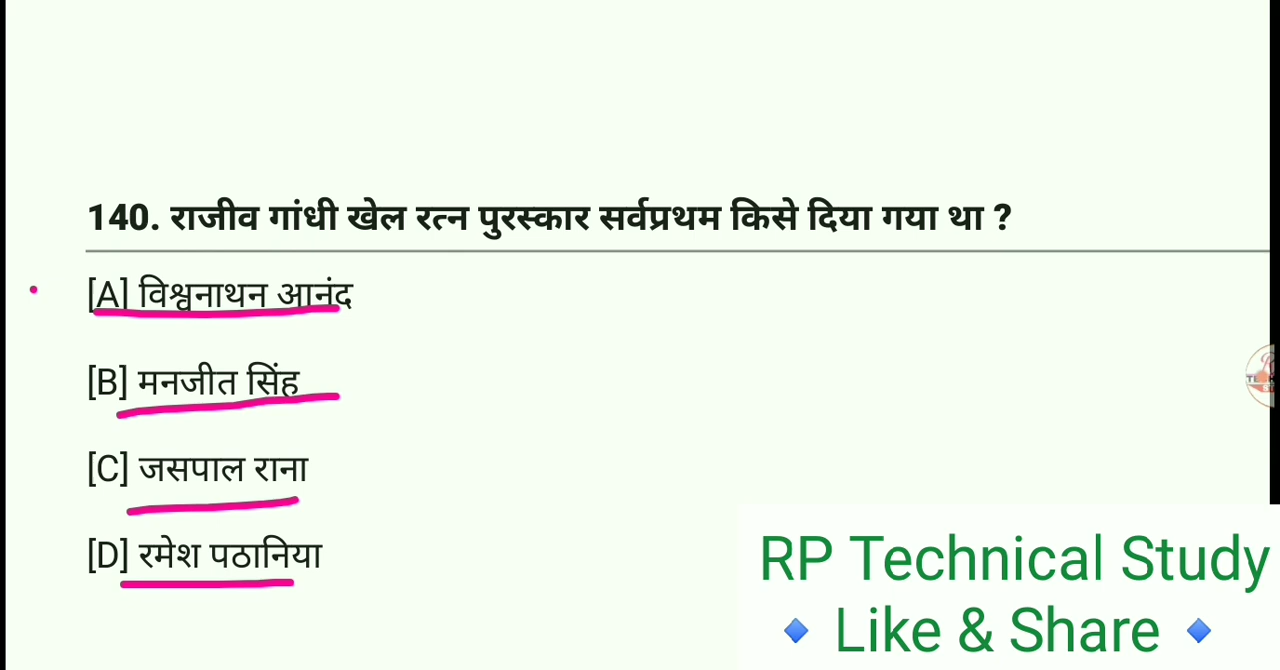 140. राजीव गांधी खेल रत्न पुरस्कार सर्वप्रथम किसे दिया गया था ?
[A] विश्वनाथन आनंद
[B] मनजीत सिंह
[C] जसपाल राना
[D] रमेश पठानिया
RP Technical Study
🔹 Like & Share 🔹